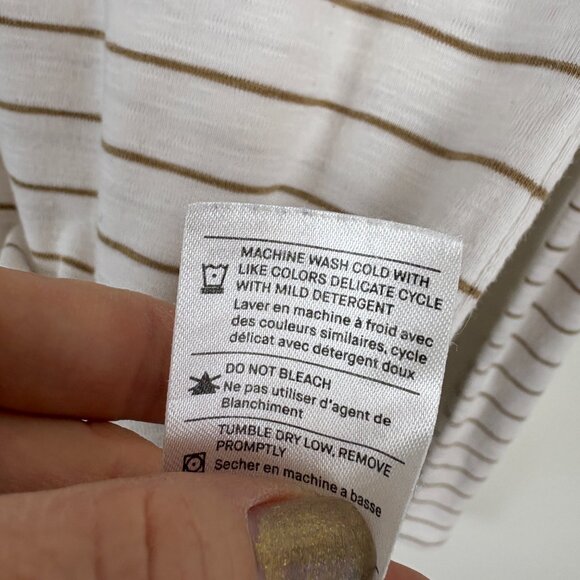 MACHINE WASH COLD WITH
LIKE COLORS DELICATE CYCLE
WITH MILD DETERGENT
Laver en machine à froid avec
des couleurs similaires, cycle
délicat avec détergent doux
DO NOT BLEACH
Ne pas utiliser d'agent de
Blanchiment
TUMBLE DRY LOW, REMOVE
PROMPTLY
Secher en machine a basse